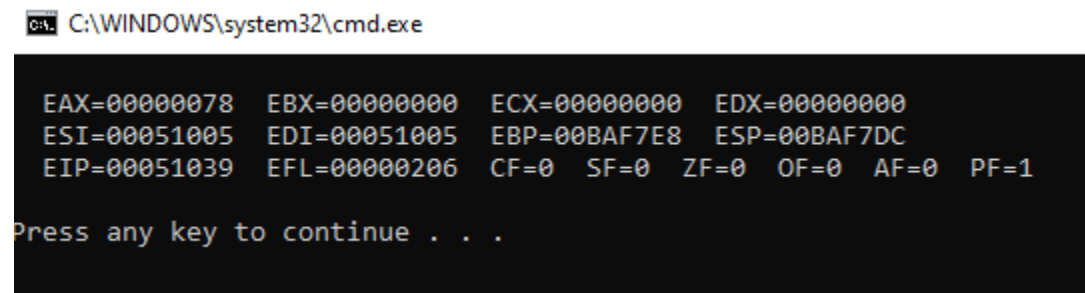 C:\WINDOWS\system32\cmd.exe
EAX=00000078  EBX=00000000  ECX=00000000  EDX=00000000
ESI=00051005  EDI=00051005  EBP=00BAF7E8  ESP=00BAF7DC
EIP=00051039  EFL=00000206  CF=0  SF=0  ZF=0  OF=0  AF=0  PF=1
Press any key to continue . . .